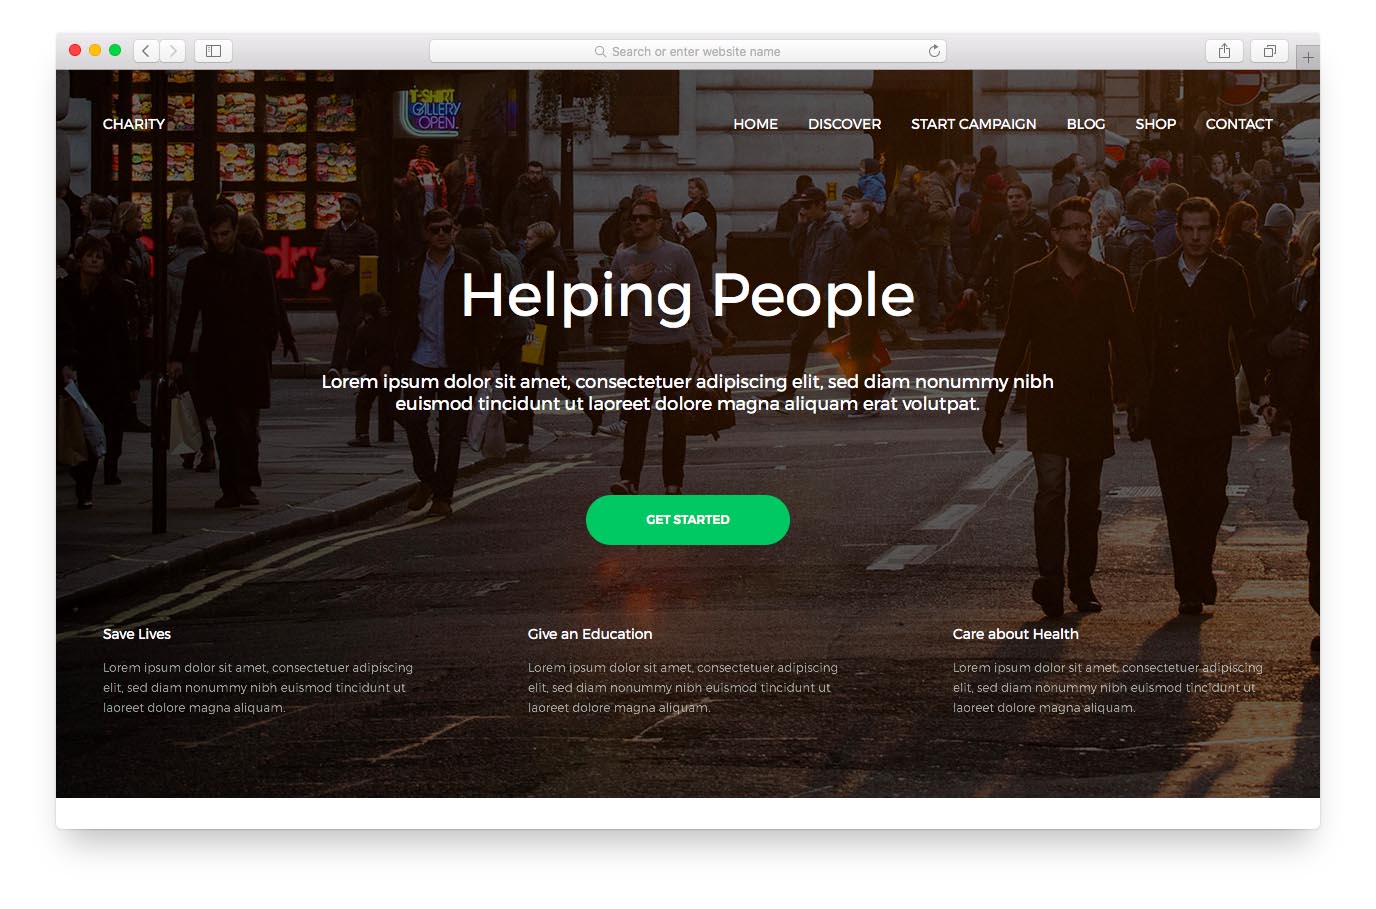 Search or enter website name
T-SHIRT
GALLERY
OPEN.
CHARITY
HOME DISCOVER START CAMPAIGN BLOG SHOP CONTACT
Helping People
Lorem ipsum dolor sit amet, consectetuer adipiscing elit, sed diam nonummy nibh
euismod tincidunt ut laoreet dolore magna aliquam erat volutpat.
GET STARTED
Save Lives
Lorem ipsum dolor sit amet, consectetuer adipiscing
elit, sed diam nonummy nibh euismod tincidunt ut
laoreet dolore magna aliquam.
Give an Education
Lorem ipsum dolor sit amet, consectetuer adipiscing
elit, sed diam nonummy nibh euismod tincidunt ut
laoreet dolore magna aliquam.
Care about Health
Lorem ipsum dolor sit amet, consectetuer adipiscing
elit, sed diam nonummy nibh euismod tincidunt ut
laoreet dolore magna aliquam.